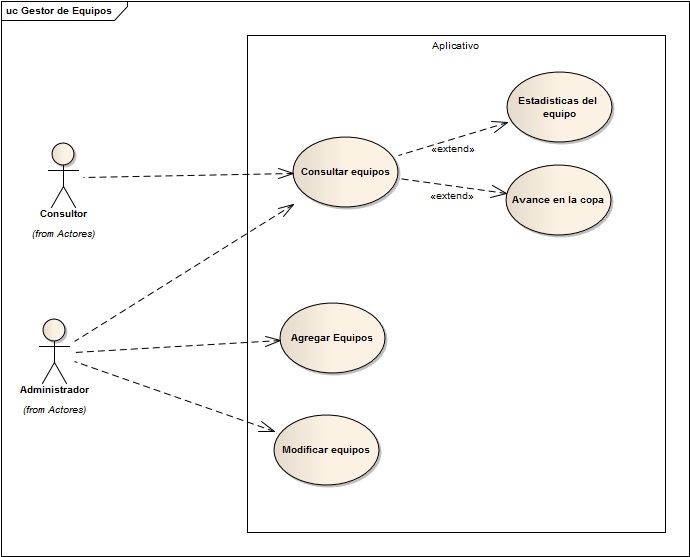 uc Gestor de Equipos
Aplicativo
Estadisticas del
equipo
«extend»
Consultar equipos
Avance en la copa
«extend»
Consultor
(from Actores)
Agregar Equipos
Administrador
(from Actores)
Modificar equipos